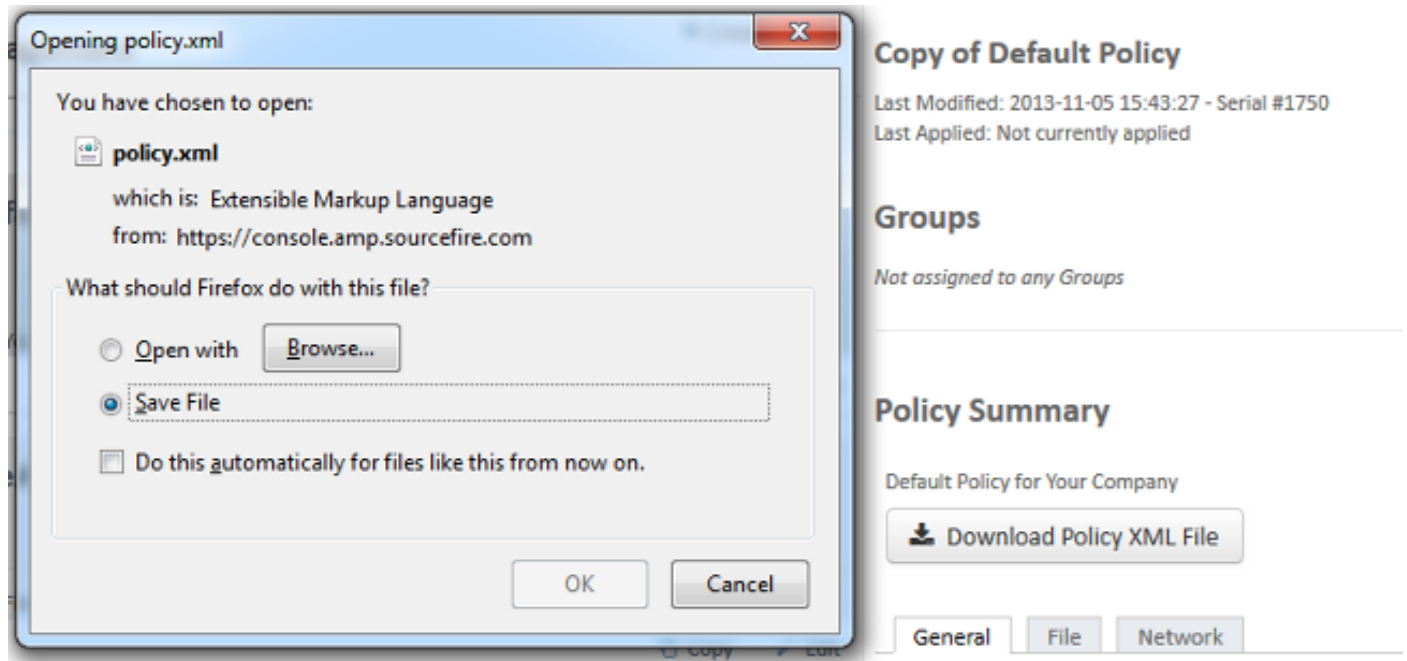 Opening policy.xml
You have chosen to open:
policy.xml
which is: Extensible Markup Language
from: https://console.amp.sourcefire.com
What should Firefox do with this file?
Open with Browse...
Save File
Do this automatically for files like this from now on.
OK Cancel
Copy Edit
Copy of Default Policy
Last Modified: 2013-11-05 15:43:27 - Serial #1750
Last Applied: Not currently applied
Groups
Not assigned to any Groups
Policy Summary
Default Policy for Your Company
Download Policy XML File
General File Network